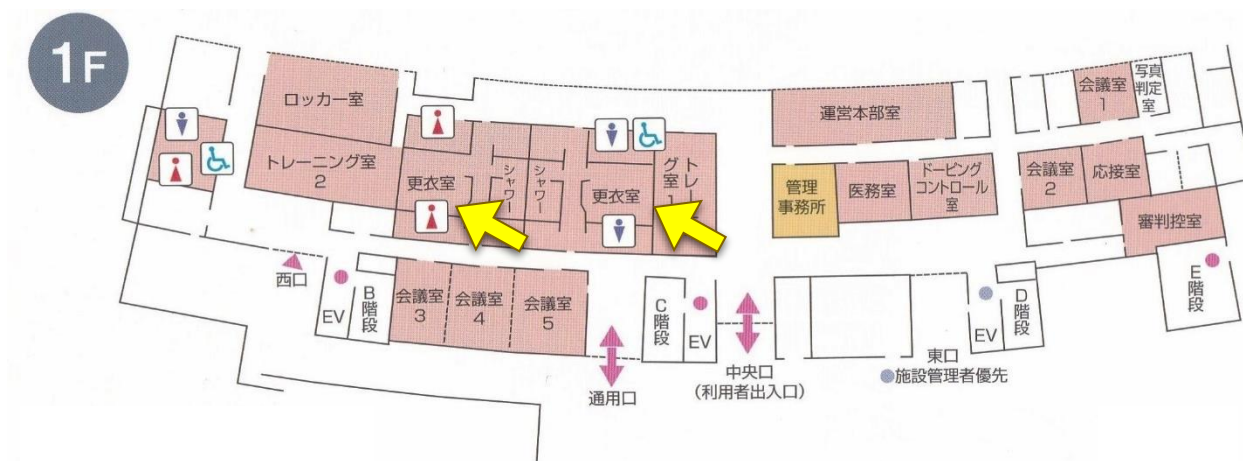 1F
ロッカー室
トレーニング室
2
更衣室
シャワー
シャワー
更衣室
トレー
グ室1
運営本部室
管理
事務所
医務室
ドーピング
コントロール
室
会議室
1
写真
判定
室
会議室
2
応接室
審判控室
西口
EV
B階段
会議室
3
会議室
4
会議室
5
通用口
C階段
EV
中央口
(利用者出入口)
東口
●施設管理者優先
EV
D階段
E階段